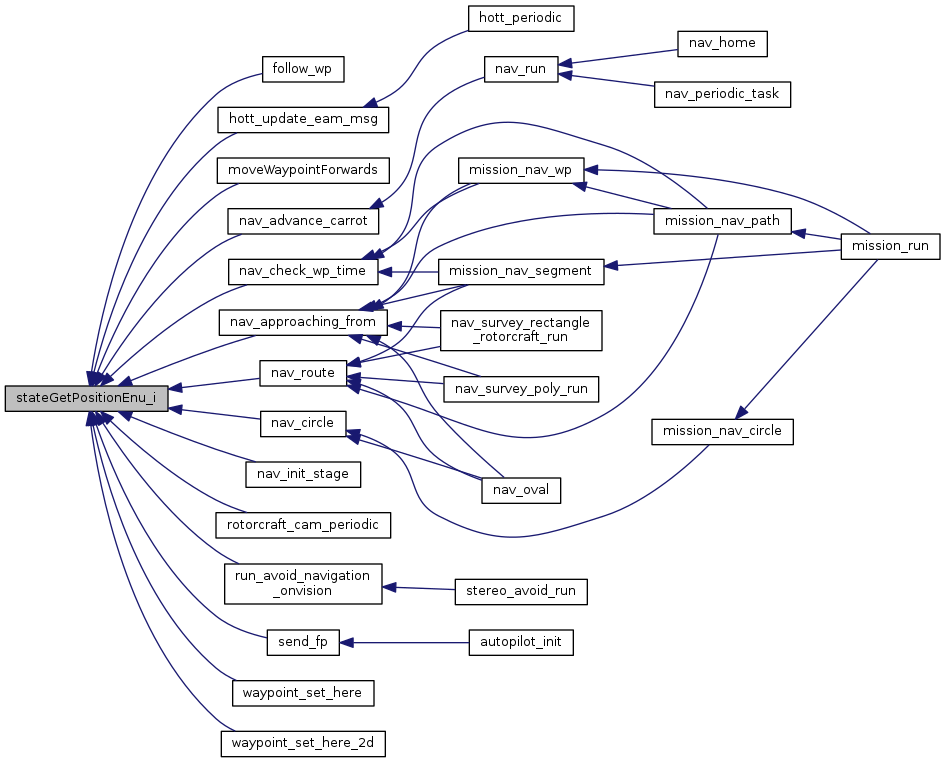 hott_periodic
nav_home
follow_wp
nav_run
nav_periodic_task
hott_update_eam_msg
moveWaypointForwards
mission_nav_wp
nav_advance_carrot
mission_nav_path
mission_run
nav_check_wp_time
mission_nav_segment
nav_approaching_from
nav_survey_rectangle
_rotorcraft_run
nav_route
nav_survey_poly_run
stateGetPositionEnu_i
nav_circle
mission_nav_circle
nav_init_stage
nav_oval
rotorcraft_cam_periodic
run_avoid_navigation
_onvision
stereo_avoid_run
send_fp
autopilot_init
waypoint_set_here
waypoint_set_here_2d